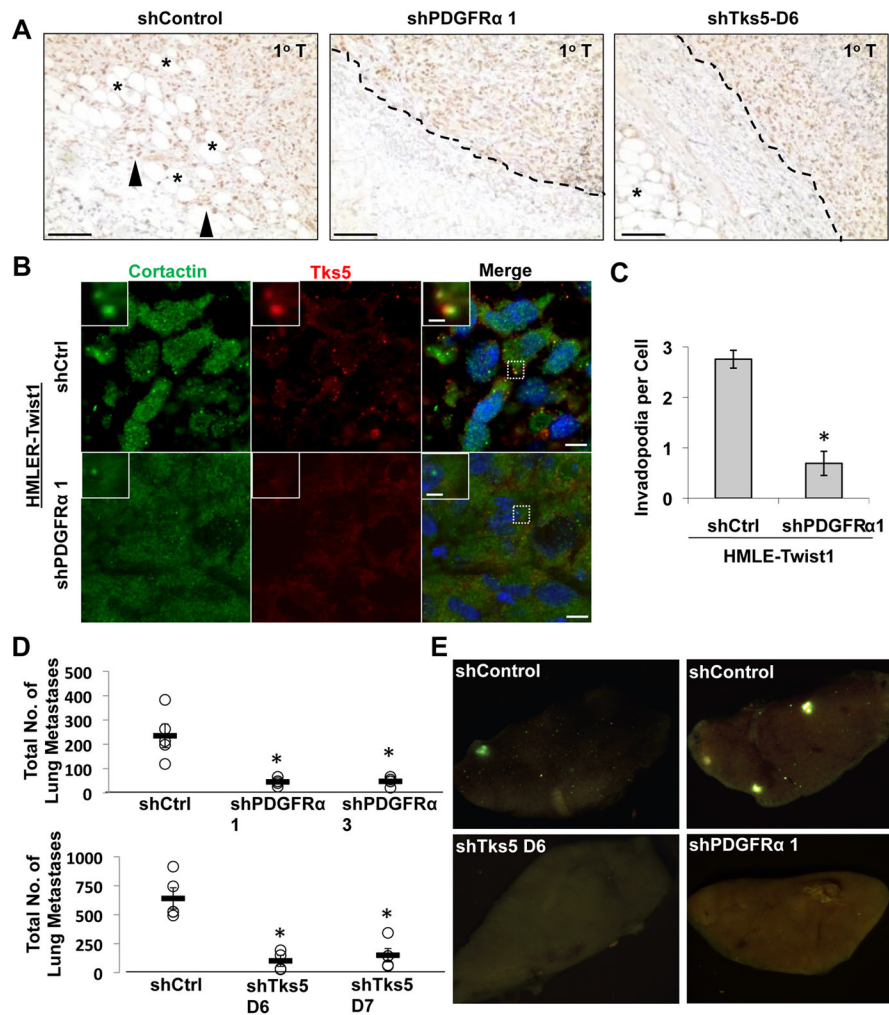 A
shControl
shPDGFRα 1
shTks5-D6
1º T
1º T
1º T
*
*
*
*
*
B
Cortactin
Tks5
Merge
HMLER-Twist1
shCtrl
shPDGFRα 1
C
Invadopodia per Cell
3
2
1
0
*
shCtrl
shPDGFRα1
HMLE-Twist1
D
Total No. of
Lung Metastases
500
400
300
200
100
0
*
*
shCtrl
shPDGFRα
1
shPDGFRα
3
Total No. of
Lung Metastases
1000
750
500
250
0
*
*
shCtrl
shTks5
D6
shTks5
D7
E
shControl
shControl
shTks5 D6
shPDGFRα 1